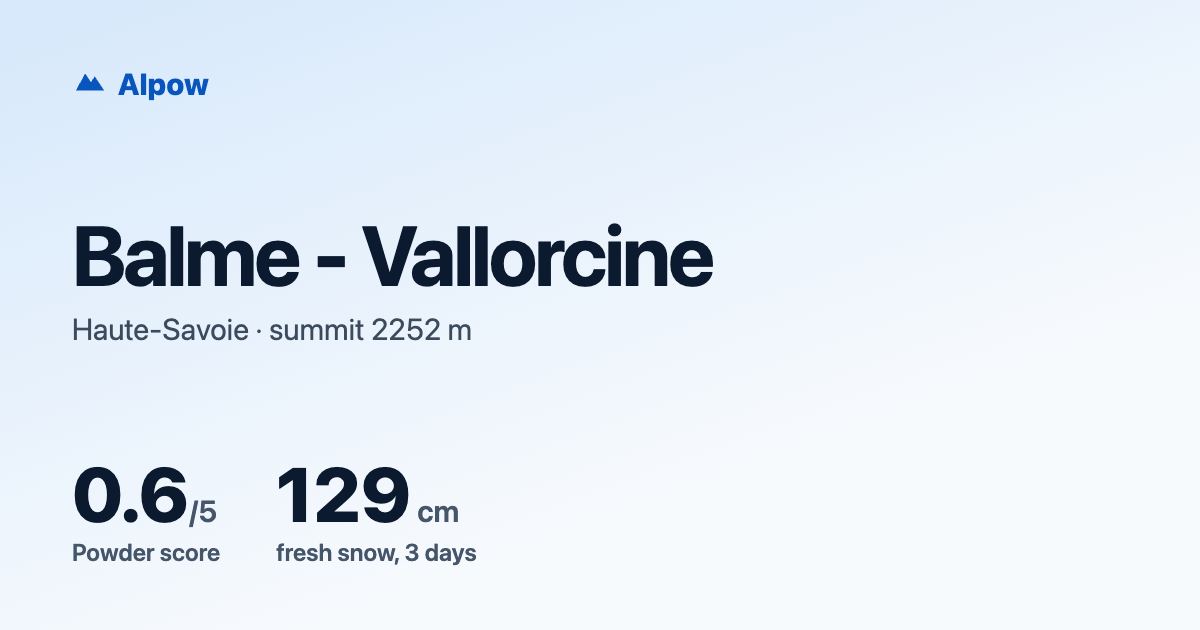 Alpow
Balme - Vallorcine
Haute-Savoie · summit 2252 m
0.6/5 129 cm
Powder score fresh snow, 3 days